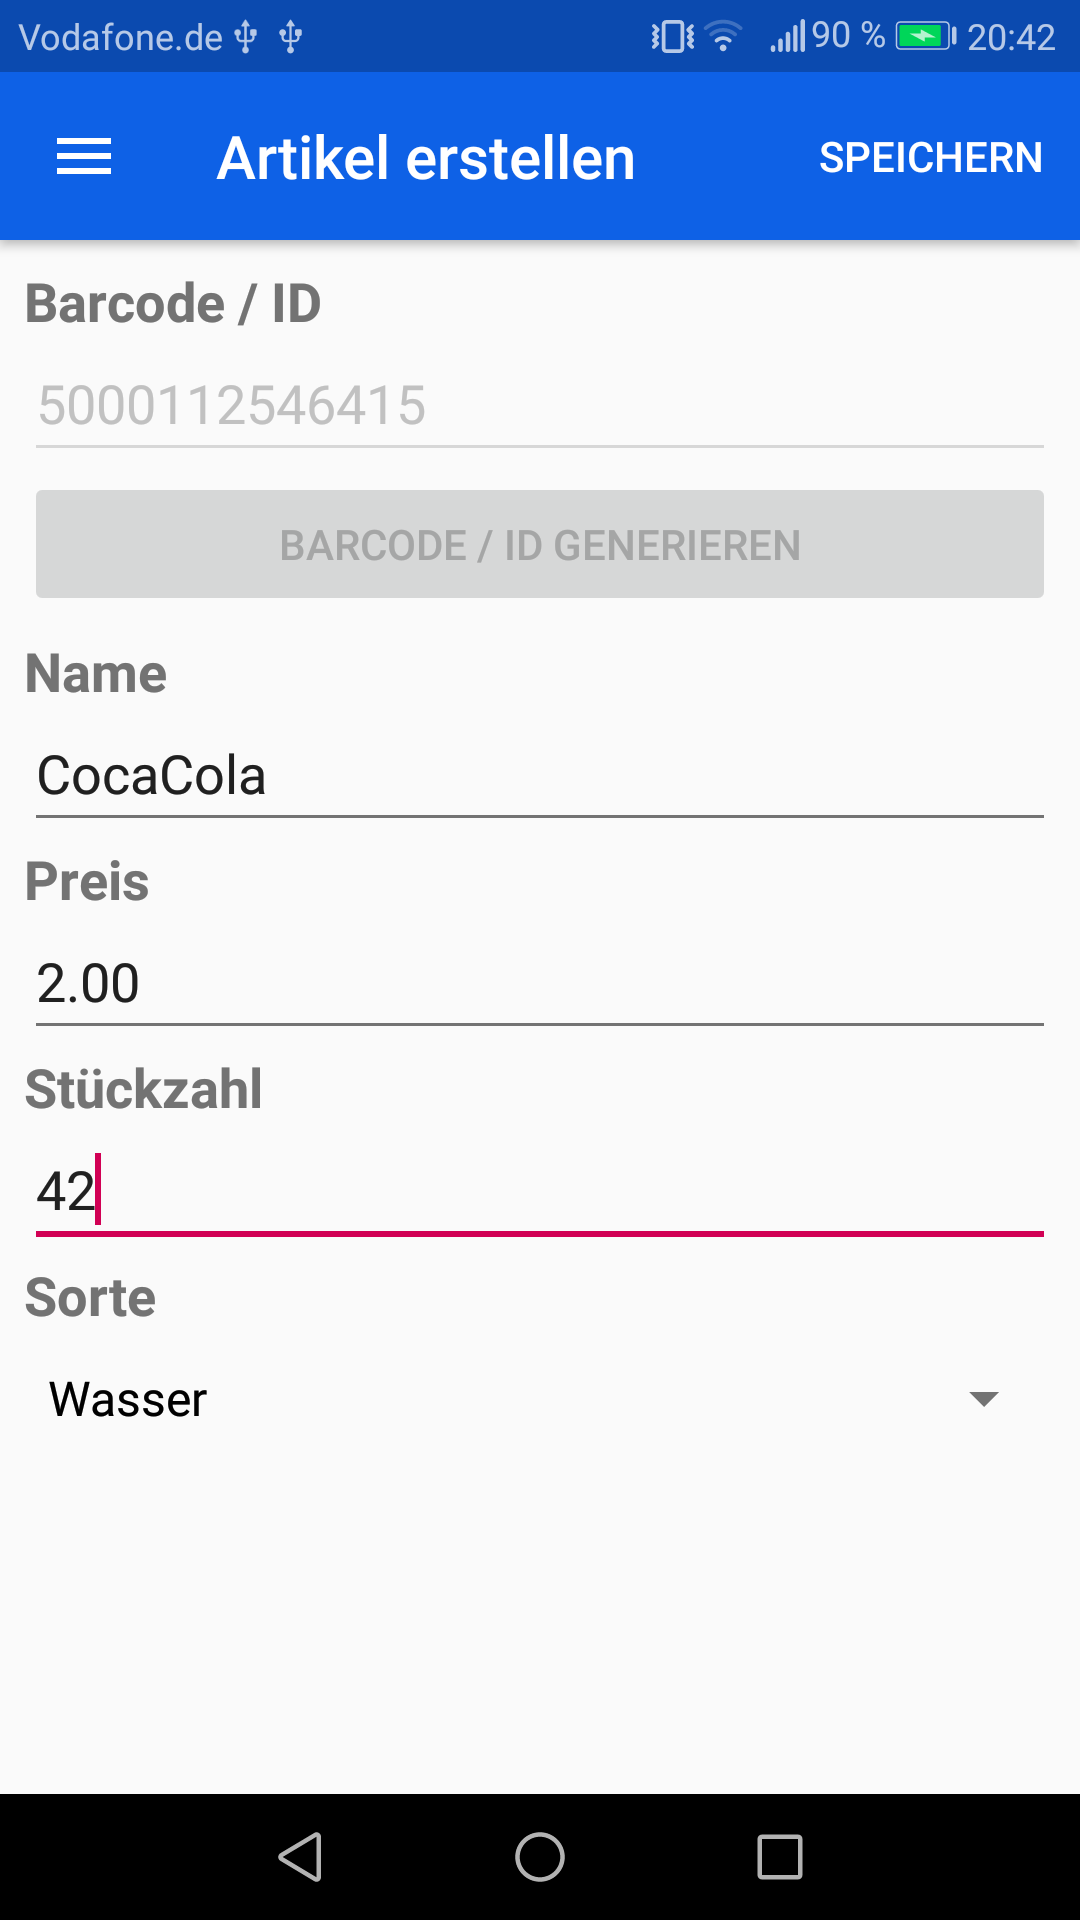 Vodafone.de 90 % 20:42
Artikel erstellen SPEICHERN
Barcode / ID
5000112546415
BARCODE / ID GENERIEREN
Name
CocaCola
Preis
2.00
Stückzahl
42
Sorte
Wasser